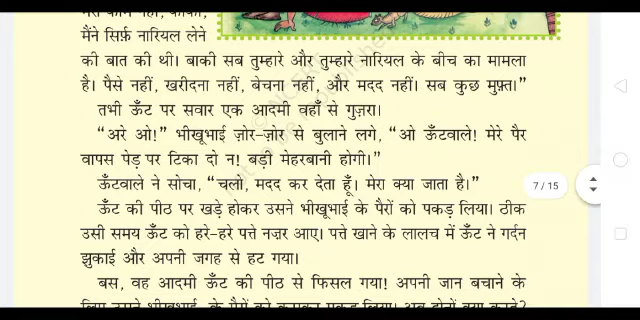 मैंने सिर्फ़ नारियल लेने
की बात की थी। बाकी सब तुम्हारे और तुम्हारे नारियल के बीच का मामला
है। पैसे नहीं, खरीदना नहीं, बेचना नहीं, और मदद नहीं। सब कुछ मुफ़्त।”
तभी ऊँट पर सवार एक आदमी वहाँ से गुज़रा।
“अरे ओ!” भीखूभाई ज़ोर-ज़ोर से बुलाने लगे, “ओ ऊँटवाले! मेरे पैर
वापस पेड़ पर टिका दो न! बड़ी मेहरबानी होगी।”
ऊँटवाले ने सोचा, “चलो, मदद कर देता हूँ। मेरा क्या जाता है।”
7 / 15
ऊँट की पीठ पर खड़े होकर उसने भीखूभाई के पैरों को पकड़ लिया। ठीक
उसी समय ऊँट को हरे-हरे पत्ते नज़र आए। पत्ते खाने के लालच में ऊँट ने गर्दन
झुकाई और अपनी जगह से हट गया।
बस, वह आदमी ऊँट की पीठ से फिसल गया! अपनी जान बचाने के